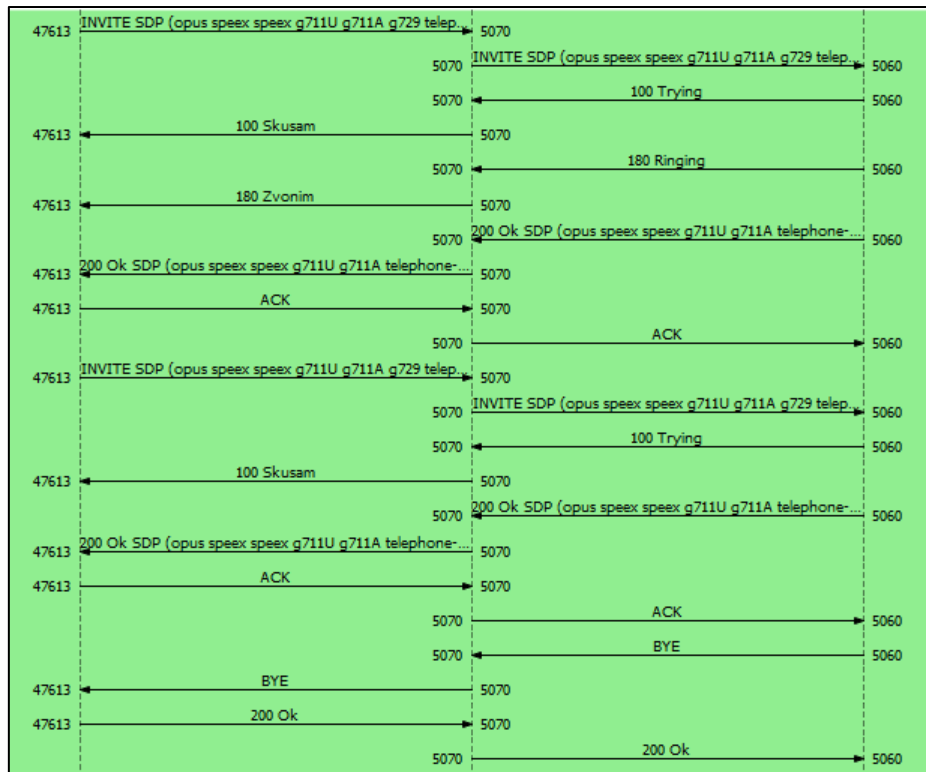 47613 INVITE SDP (opus speex speex g711U g711A g729 telep... 5070
5070 INVITE SDP (opus speex speex g711U g711A g729 telep... 5060
5070 100 Trying 5060
47613 100 Skusam 5070
5070 180 Ringing 5060
47613 180 Zvonim 5070
5070 200 Ok SDP (opus speex speex g711U g711A telephone-... 5060
47613 200 Ok SDP (opus speex speex g711U g711A telephone-... 5070
47613 ACK 5070
5070 ACK 5060
47613 INVITE SDP (opus speex speex g711U g711A g729 telep... 5070
5070 INVITE SDP (opus speex speex g711U g711A g729 telep... 5060
5070 100 Trying 5060
47613 100 Skusam 5070
5070 200 Ok SDP (opus speex speex g711U g711A telephone-... 5060
47613 200 Ok SDP (opus speex speex g711U g711A telephone-... 5070
47613 ACK 5070
5070 ACK 5060
5070 BYE 5060
47613 BYE 5070
47613 200 Ok 5070
5070 200 Ok 5060